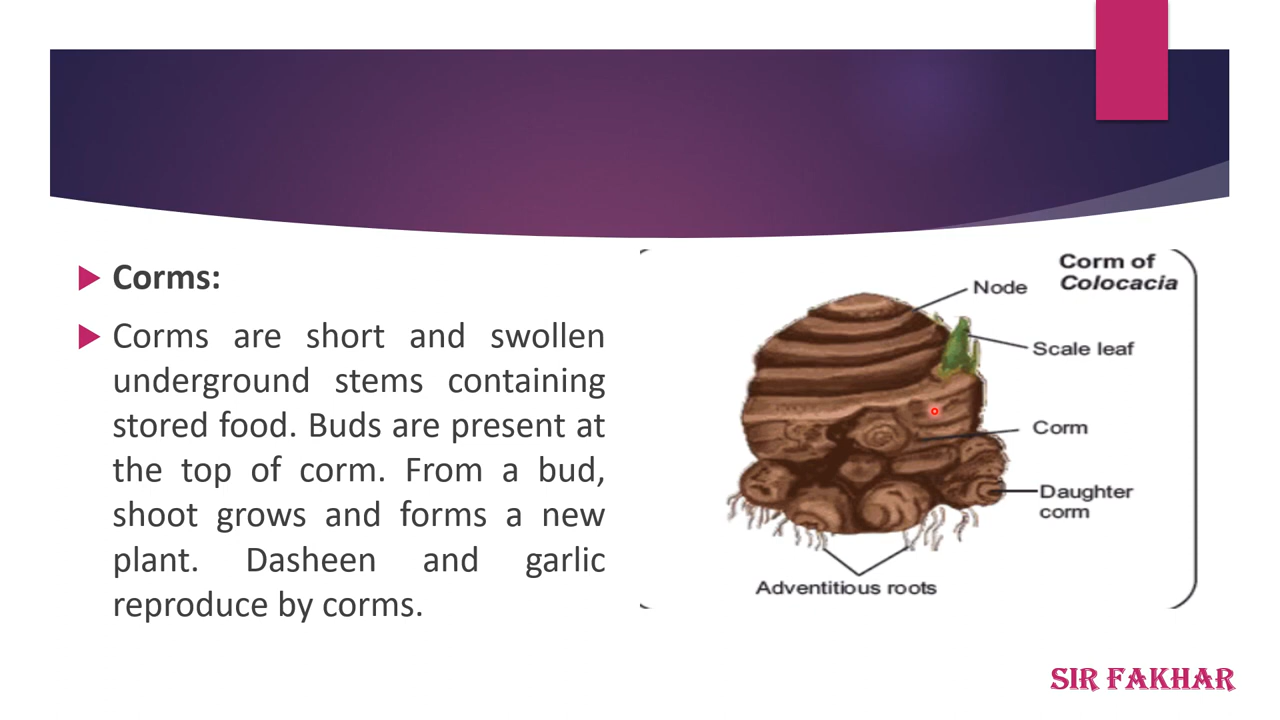 Corms:
Corms are short and swollen
underground stems containing
stored food. Buds are present at
the top of corm. From a bud,
shoot grows and forms a new
plant. Dasheen and garlic
reproduce by corms.
Corm of
Colocacia
Node
Scale leaf
Corm
Daughter
corm
Adventitious roots
SIR FAKHAR